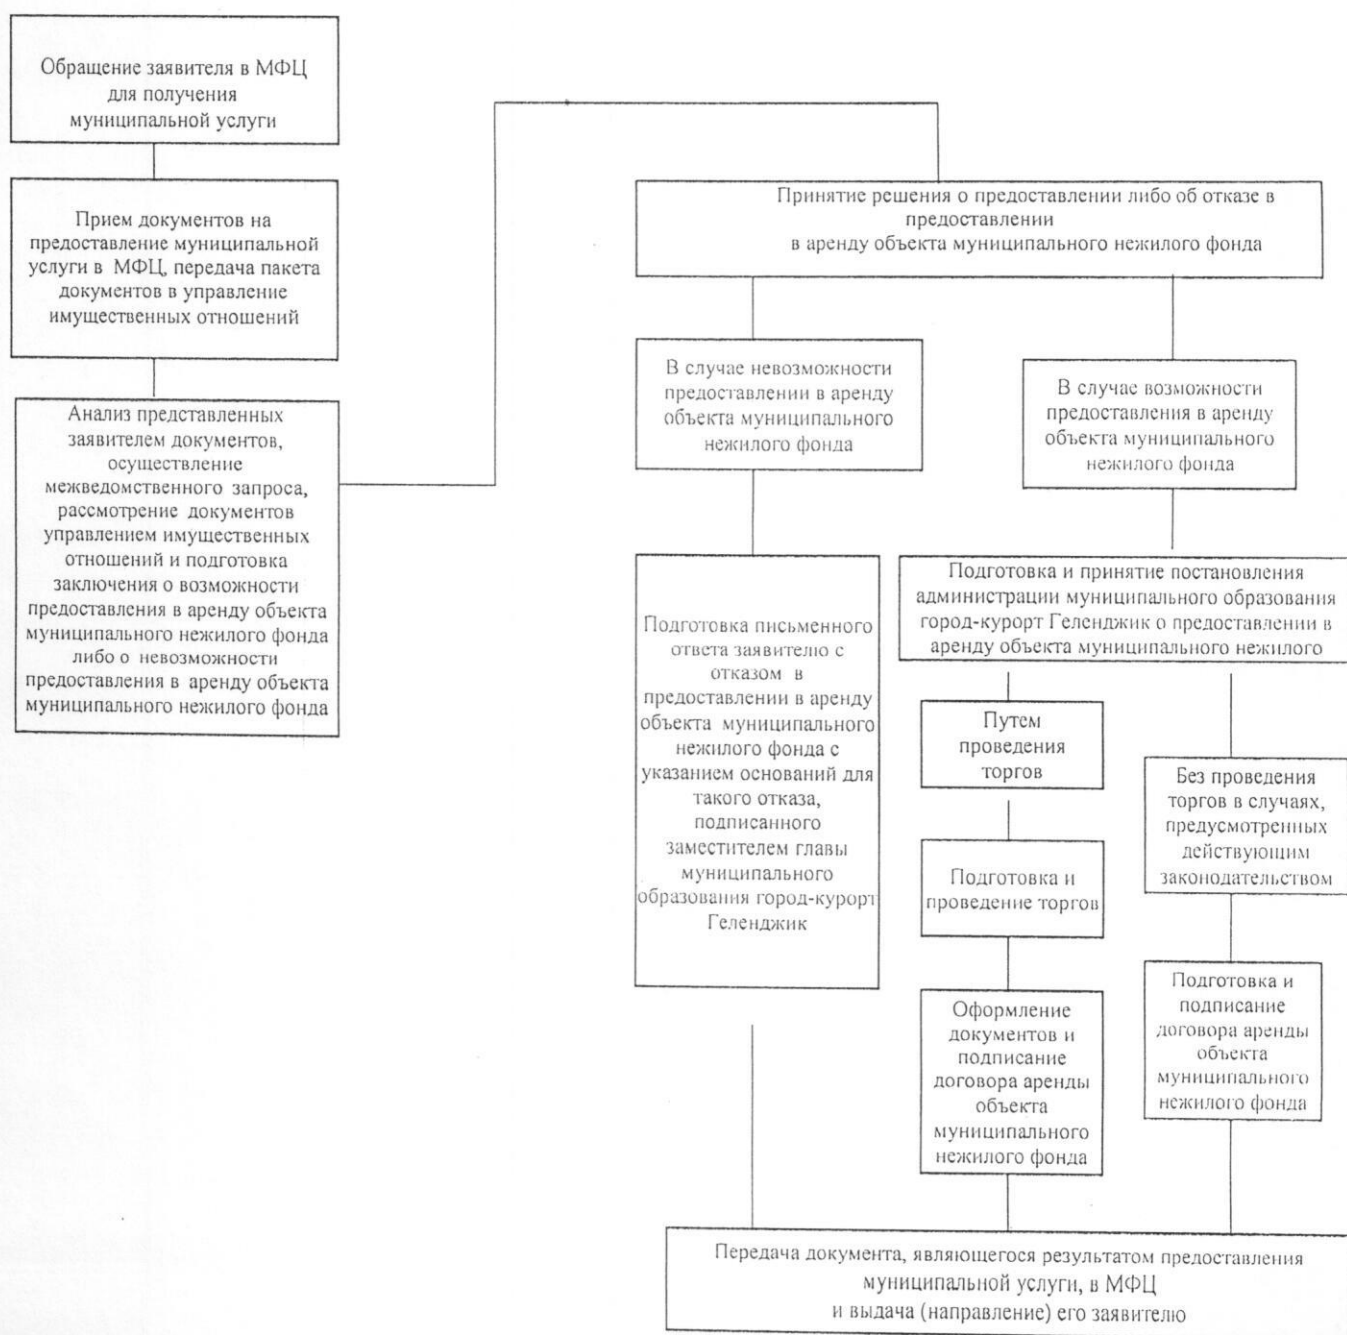 Обращение заявителя в МФЦ
для получения
муниципальной услуги
Прием документов на
предоставление муниципальной
услуги в МФЦ, передача пакета
документов в управление
имущественных отношений
Анализ представленных
заявителем документов,
осуществление
межведомственного запроса,
рассмотрение документов
управлением имущественных
отношений и подготовка
заключения о возможности
предоставления в аренду объекта
муниципального нежилого фонда
либо о невозможности
предоставления в аренду объекта
муниципального нежилого фонда
Принятие решения о предоставлении либо об отказе в
предоставлении
в аренду объекта муниципального нежилого фонда
В случае невозможности
предоставлении в аренду
объекта муниципального
нежилого фонда
В случае возможности
предоставления в аренду
объекта муниципального
нежилого фонда
Подготовка письменного
ответа заявителю с
отказом в
предоставлении в аренду
объекта муниципального
нежилого фонда с
указанием оснований для
такого отказа,
подписанного
заместителем главы
муниципального
образования город-курорт
Геленджик
Подготовка и принятие постановления
администрации муниципального образования
город-курорт Геленджик о предоставлении в
аренду объекта муниципального нежилого
Путем
проведения
торгов
Подготовка и
проведение торгов
Оформление
документов и
подписание
договора аренды
объекта
муниципального
нежилого фонда
Без проведения
торгов в случаях,
предусмотренных
действующим
законодательством
Подготовка и
подписание
договора аренды
объекта
муниципального
нежилого фонда
Передача документа, являющегося результатом предоставления
муниципальной услуги, в МФЦ
и выдача (направление) его заявителю